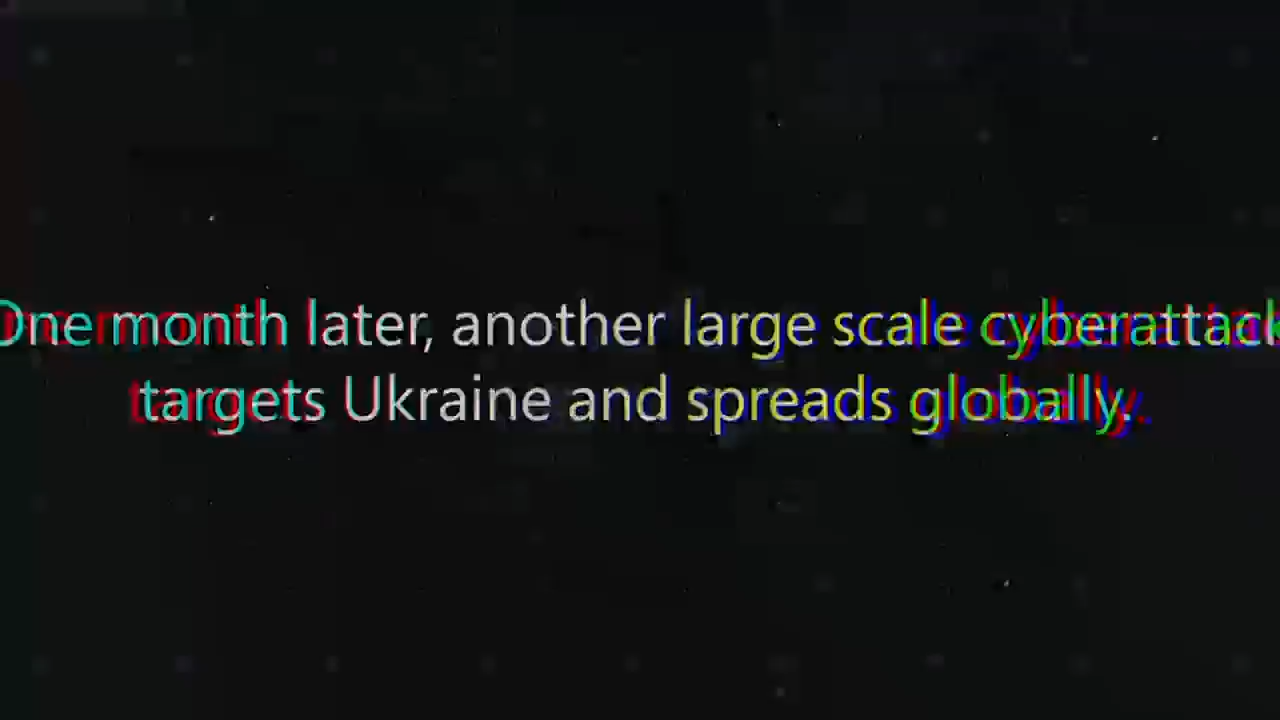 One month later, another large scale cyberattack
targets Ukraine and spreads globally.